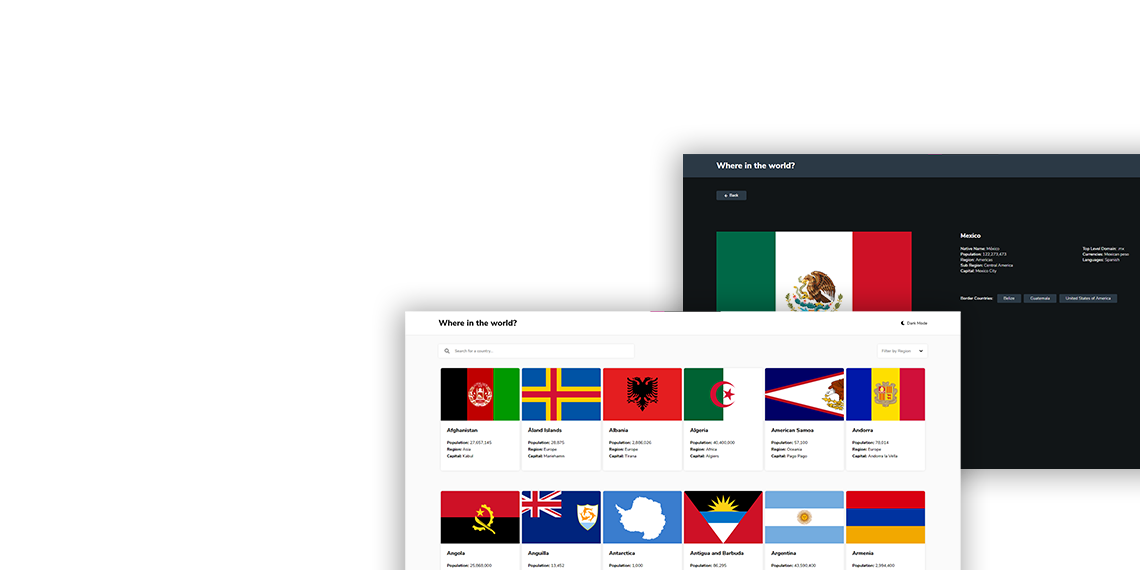 Where in the world?
Back
Mexico
Native Name: México
Population: 122,273,473
Region: Americas
Sub Region: Central America
Capital: Mexico City
Top Level Domain: .mx
Currencies: Mexican peso
Languages: Spanish
Border Countries: Belize Guatemala United States of America
Where in the world?
Dark Mode
Search for a country...
Filter by Region
Afghanistan
Population: 27,657,145
Region: Asia
Capital: Kabul
Åland Islands
Population: 28,875
Region: Europe
Capital: Mariehamn
Albania
Population: 2,886,026
Region: Europe
Capital: Tirana
Algeria
Population: 40,400,000
Region: Africa
Capital: Algiers
American Samoa
Population: 57,100
Region: Oceania
Capital: Pago Pago
Andorra
Population: 78,014
Region: Europe
Capital: Andorra la Vella
Angola
Population: 25,868,000
Anguilla
Population: 13,452
Antarctica
Population: 1,000
Antigua and Barbuda
Population: 86,295
Argentina
Population: 43,590,400
Armenia
Population: 2,994,400